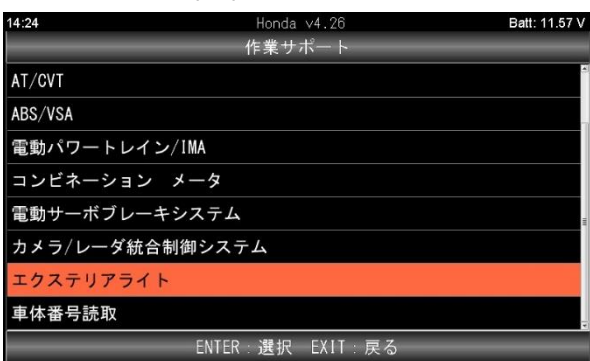 14:24 Honda v4.26 Batt: 11.57 V
作業サポート
AT/CVT
ABS/VSA
電動パワートレイン/IMA
コンビネーション　メータ
電動サーボブレーキシステム
カメラ/レーダ統合制御システム
エクステリアライト
車体番号読取
ENTER：選択　EXIT：戻る